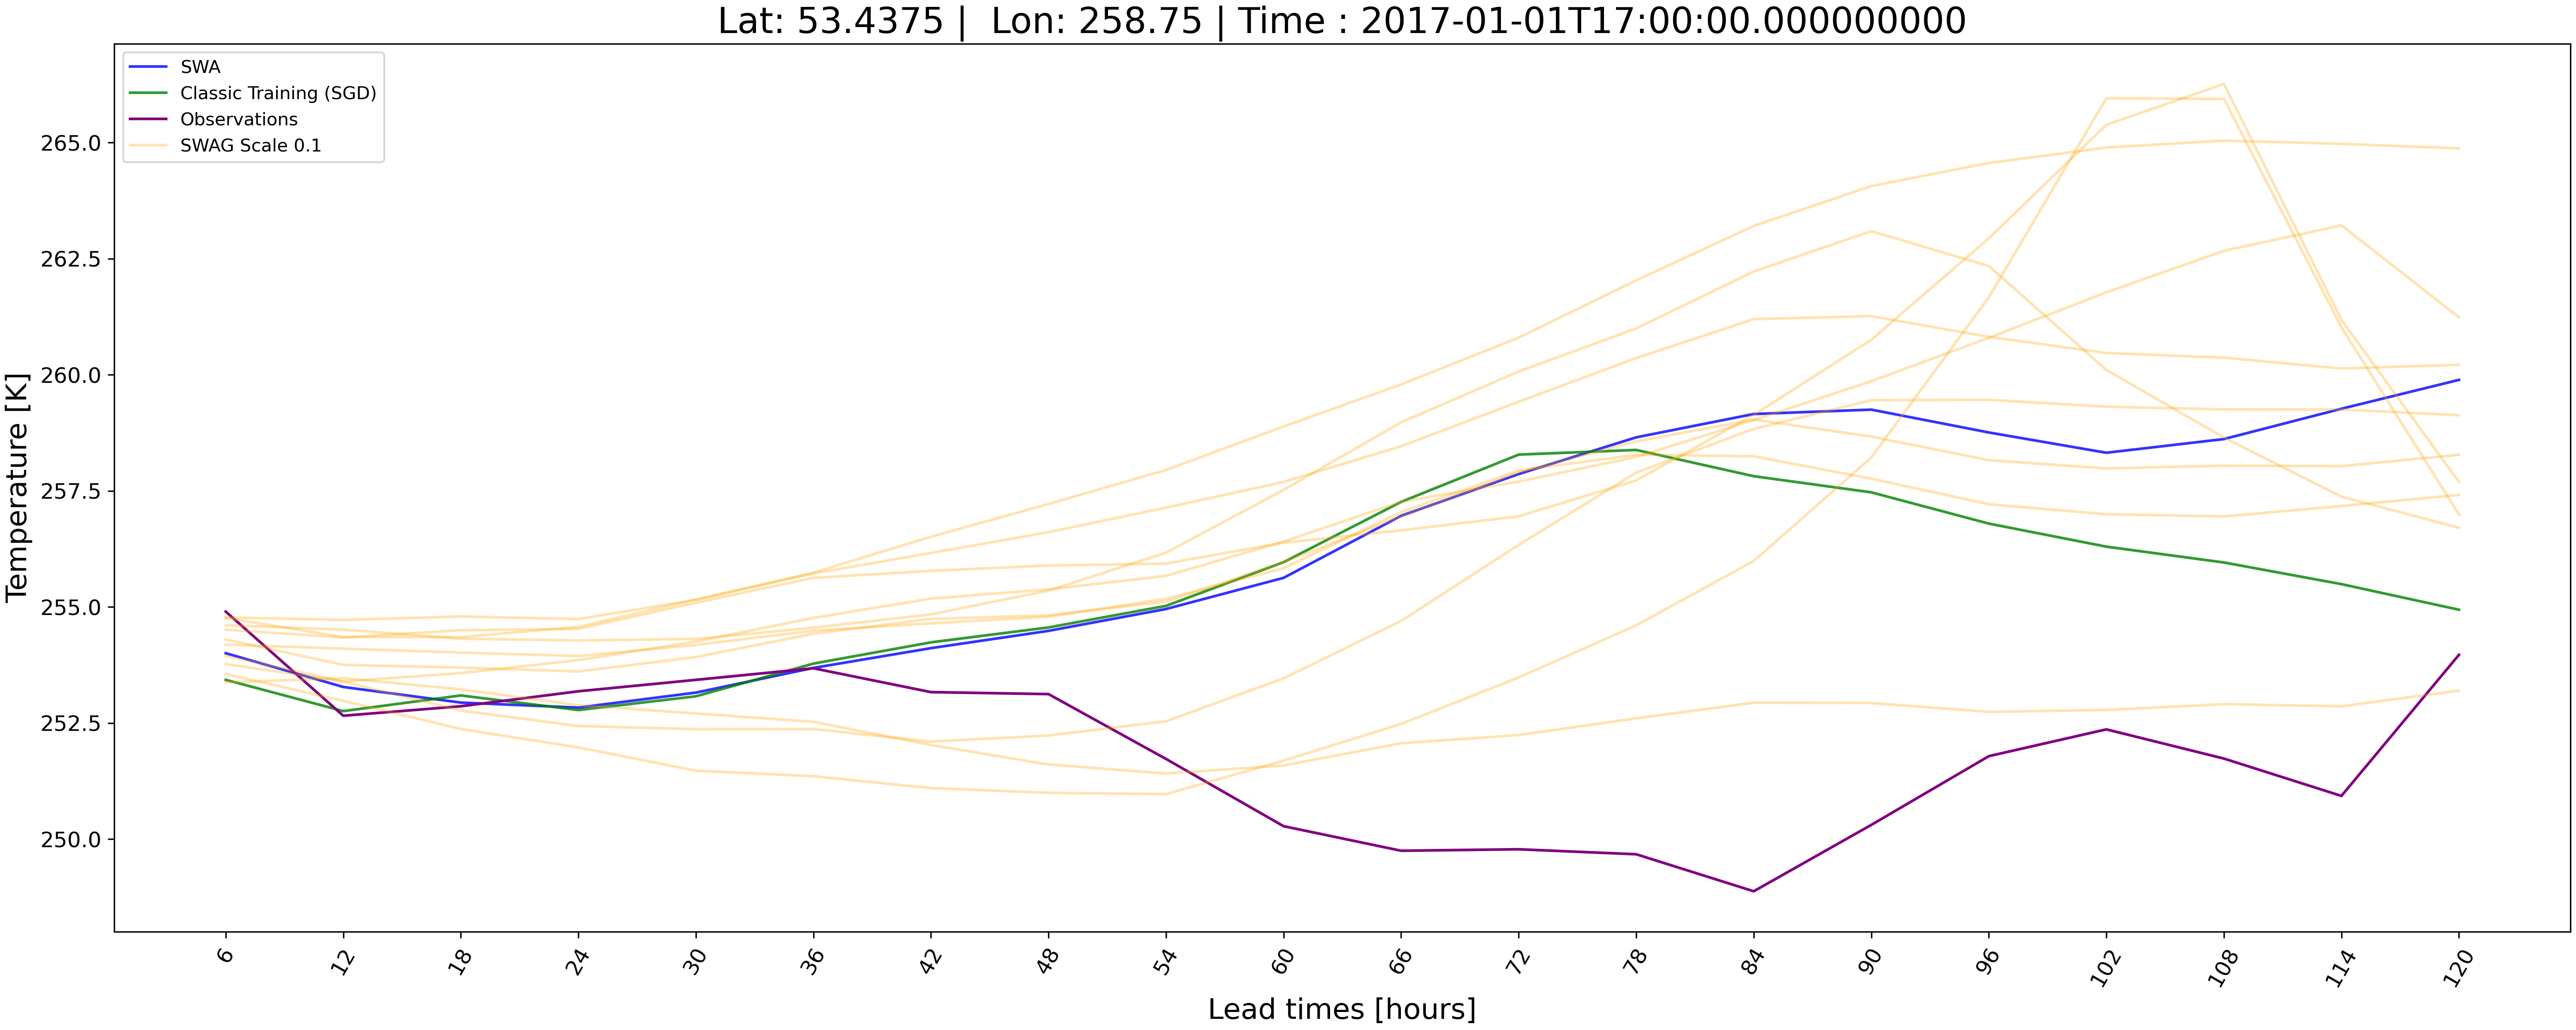 Lat: 53.4375 |  Lon: 258.75 | Time : 2017-01-01T17:00:00.000000000
SWA
Classic Training (SGD)
Observations
SWAG Scale 0.1
Temperature [K]
265.0
262.5
260.0
257.5
255.0
252.5
250.0
6 12 18 24 30 36 42 48 54 60 66 72 78 84 90 96 102 108 114 120
Lead times [hours]